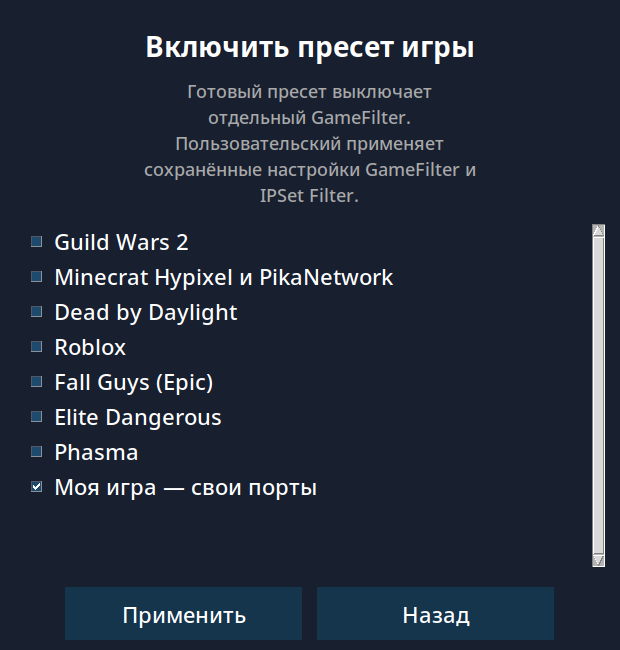 Включить пресет игры
Готовый пресет выключает
отдельный GameFilter.
Пользовательский применяет
сохранённые настройки GameFilter и
IPSet Filter.
Guild Wars 2
Minecrat Hypixel и PikaNetwork
Dead by Daylight
Roblox
Fall Guys (Epic)
Elite Dangerous
Phasma
Моя игра — свои порты
Применить
Назад